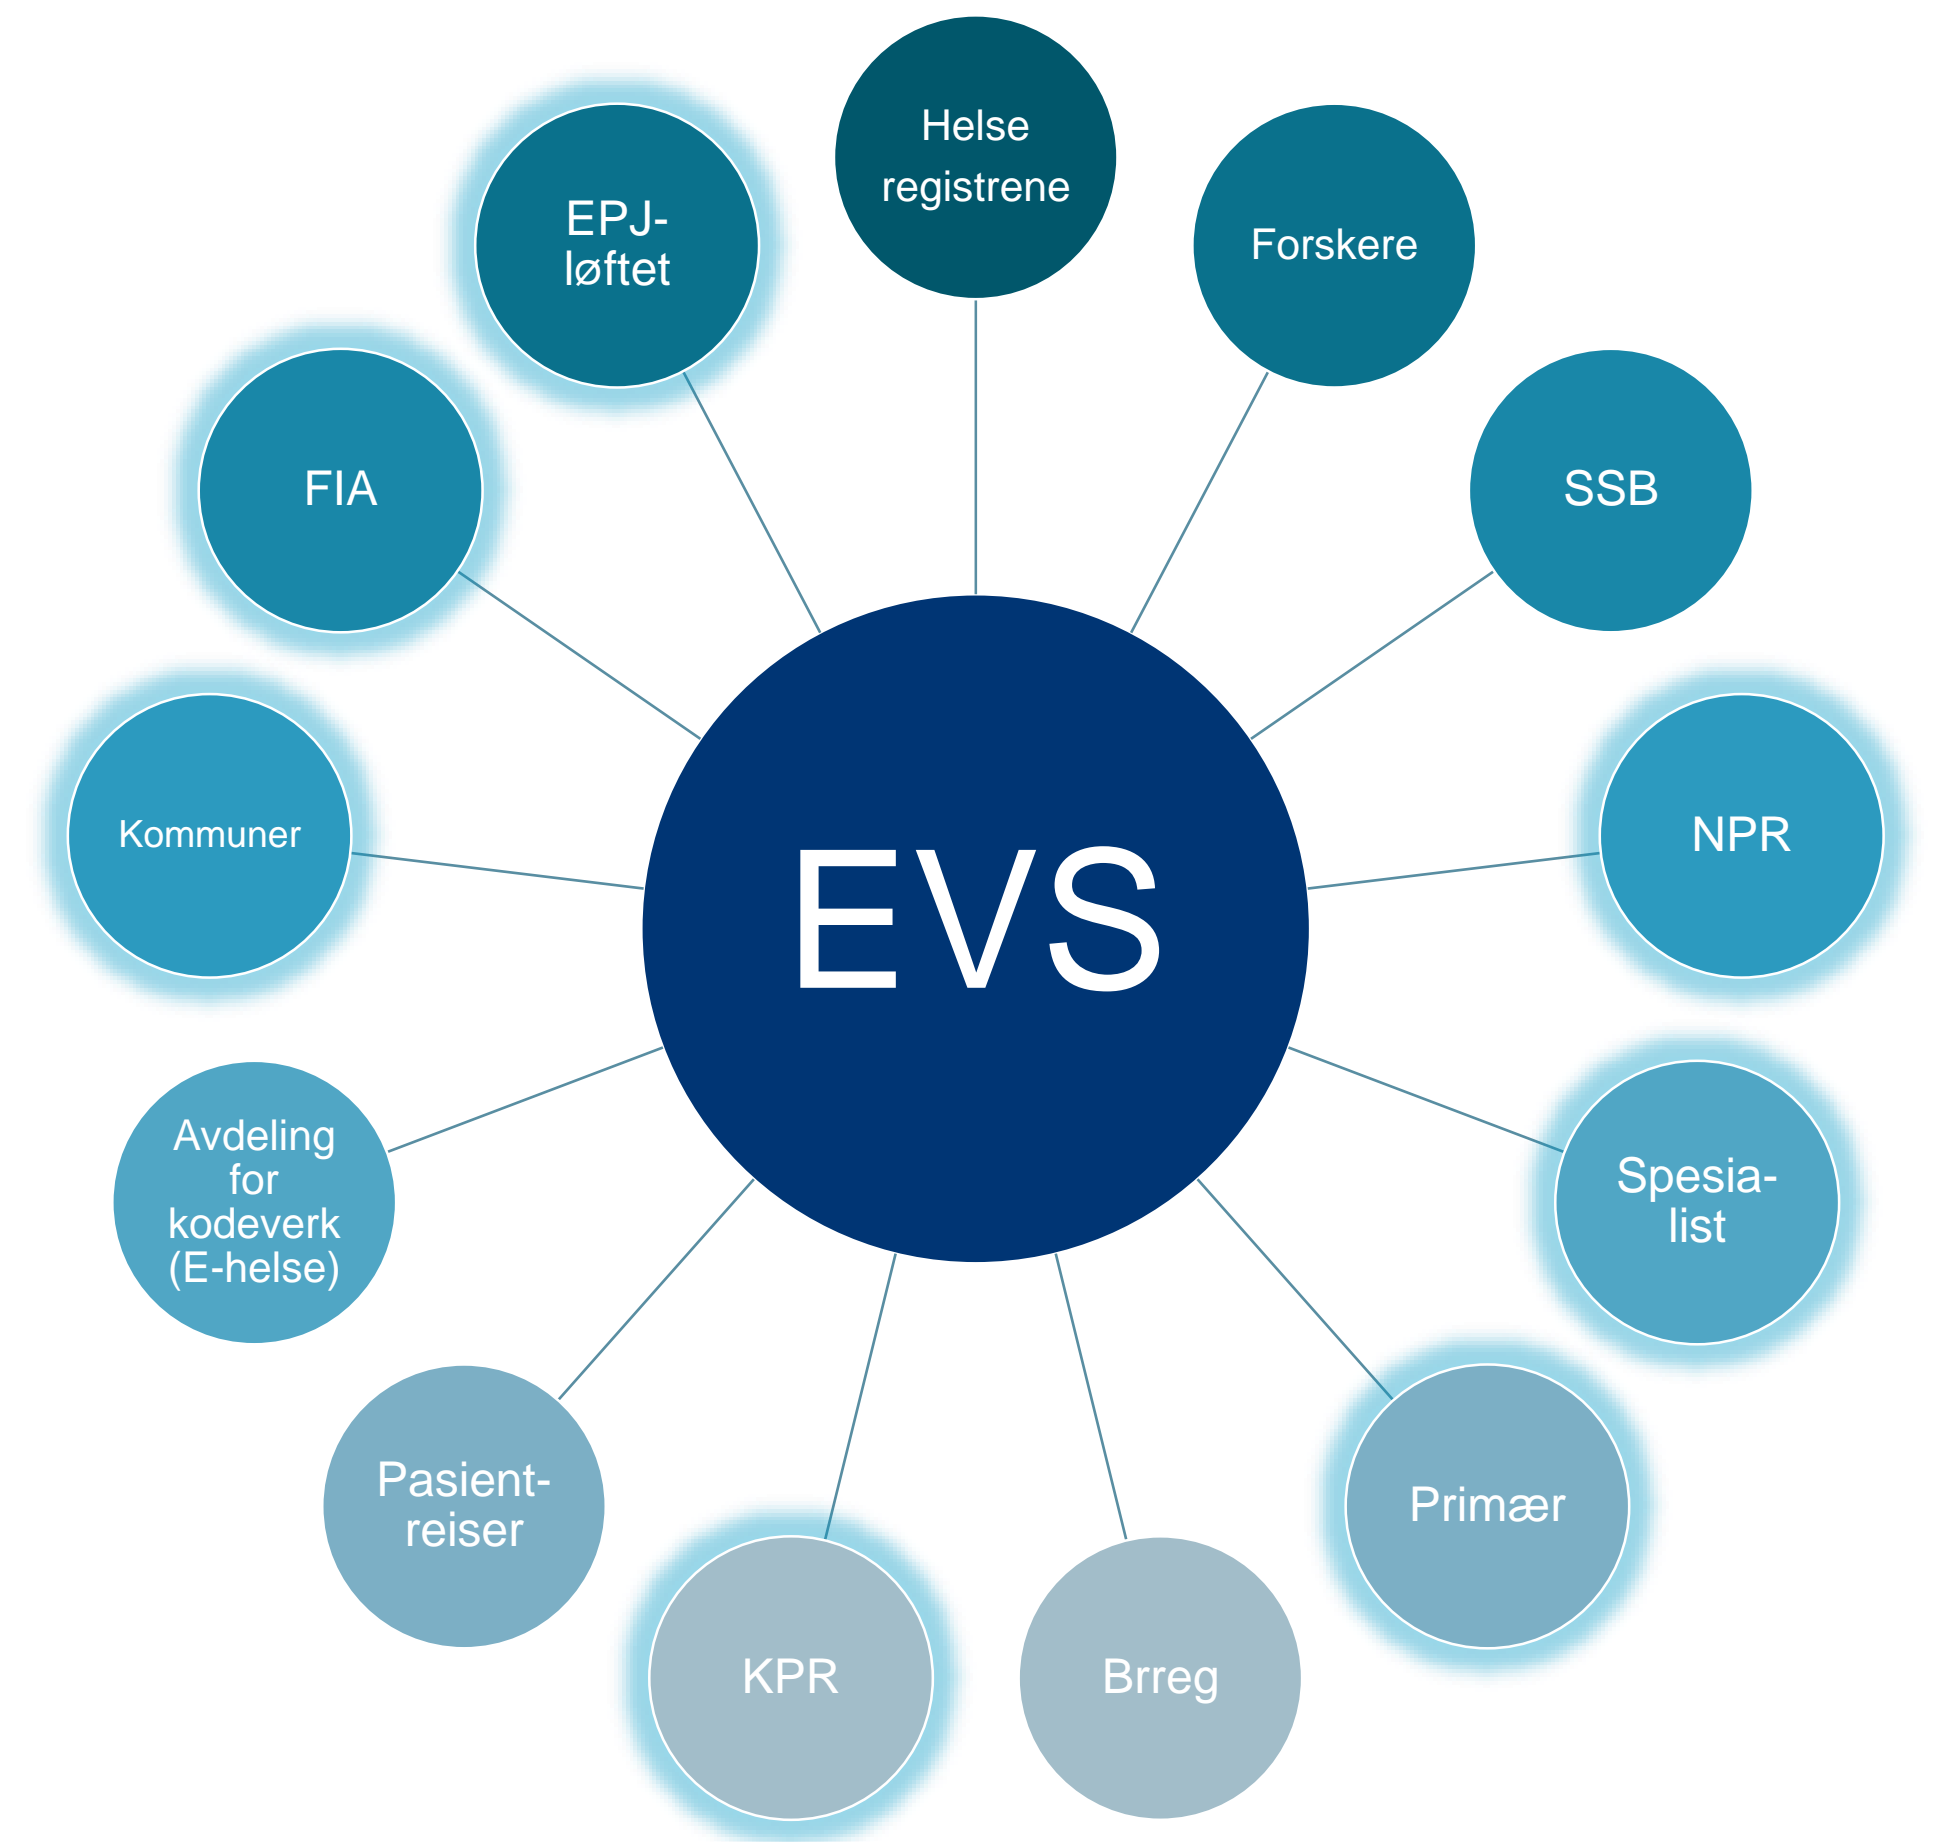 Helse
registrene
Forskere
SSB
NPR
Spesia-
list
Primær
Brreg
KPR
Pasient-
reiser
Avdeling
for
kodeverk
(E-helse)
Kommuner
FIA
EPJ-
løftet
EVS